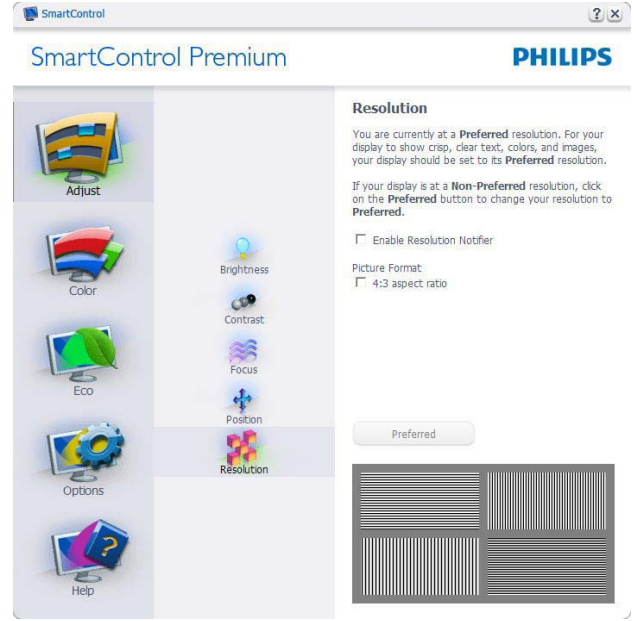 SmartControl
? x
SmartControl Premium
PHILIPS
Adjust
Color
Eco
Options
Help
Brightness
Contrast
Focus
Position
Resolution
Resolution
You are currently at a Preferred resolution. For your
display to show crisp, clear text, colors, and images,
your display should be set to its Preferred resolution.
If your display is at a Non-Preferred resolution, click
on the Preferred button to change your resolution to
Preferred.
Enable Resolution Notifier
Picture Format
4:3 aspect ratio
Preferred